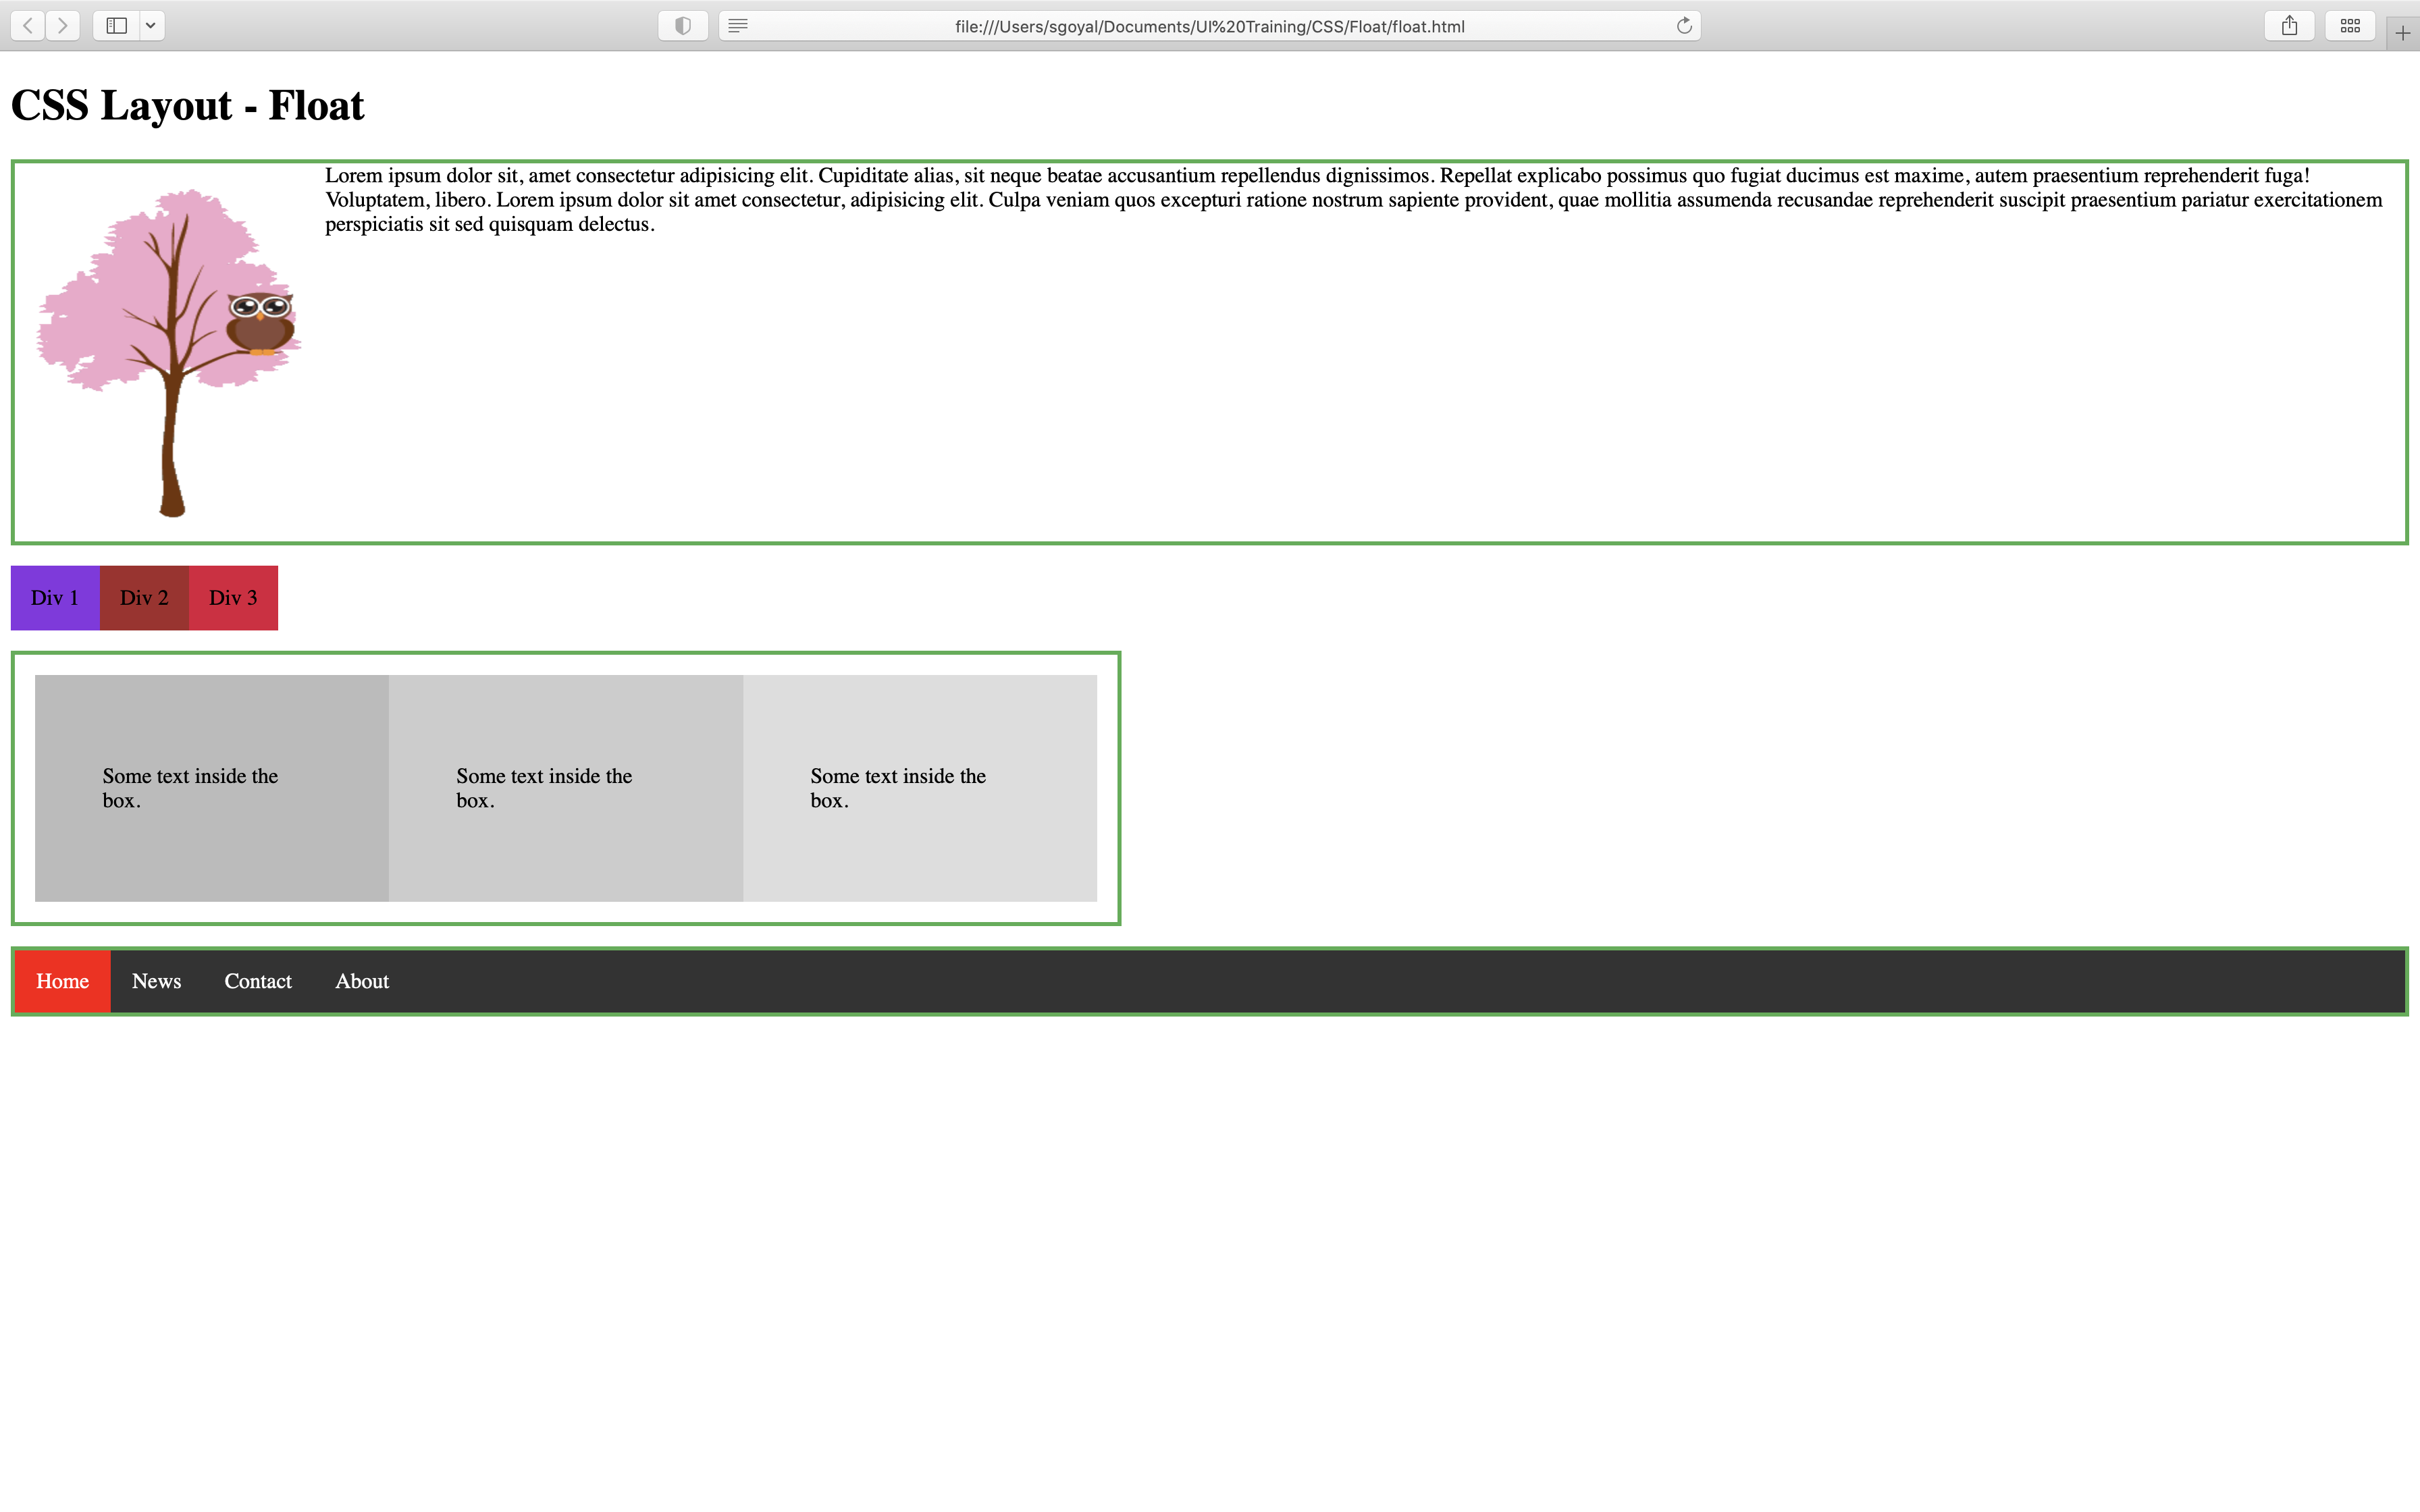 file:///Users/sgoyal/Documents/UI%20Training/CSS/Float/float.html
CSS Layout - Float
Lorem ipsum dolor sit, amet consectetur adipisicing elit. Cupiditate alias, sit neque beatae accusantium repellendus dignissimos. Repellat explicabo possimus quo fugiat ducimus est maxime, autem praesentium reprehenderit fuga!
Voluptatem, libero. Lorem ipsum dolor sit amet consectetur, adipisicing elit. Culpa veniam quos excepturi ratione nostrum sapiente provident, quae mollitia assumenda recusandae reprehenderit suscipit praesentium pariatur exercitationem
perspiciatis sit sed quisquam delectus.
Div 1 Div 2 Div 3
Some text inside the
box.
Some text inside the
box.
Some text inside the
box.
Home News Contact About